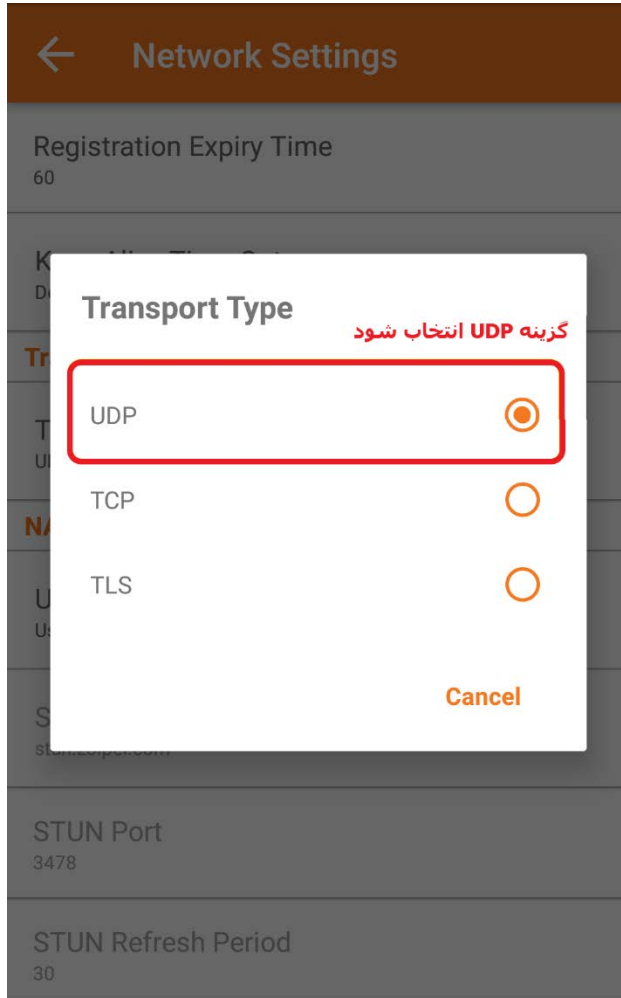 Network Settings
Registration Expiry Time
60
Transport Type
گزینه UDP انتخاب شود
UDP
TCP
TLS
Cancel
STUN Port
3478
STUN Refresh Period
30